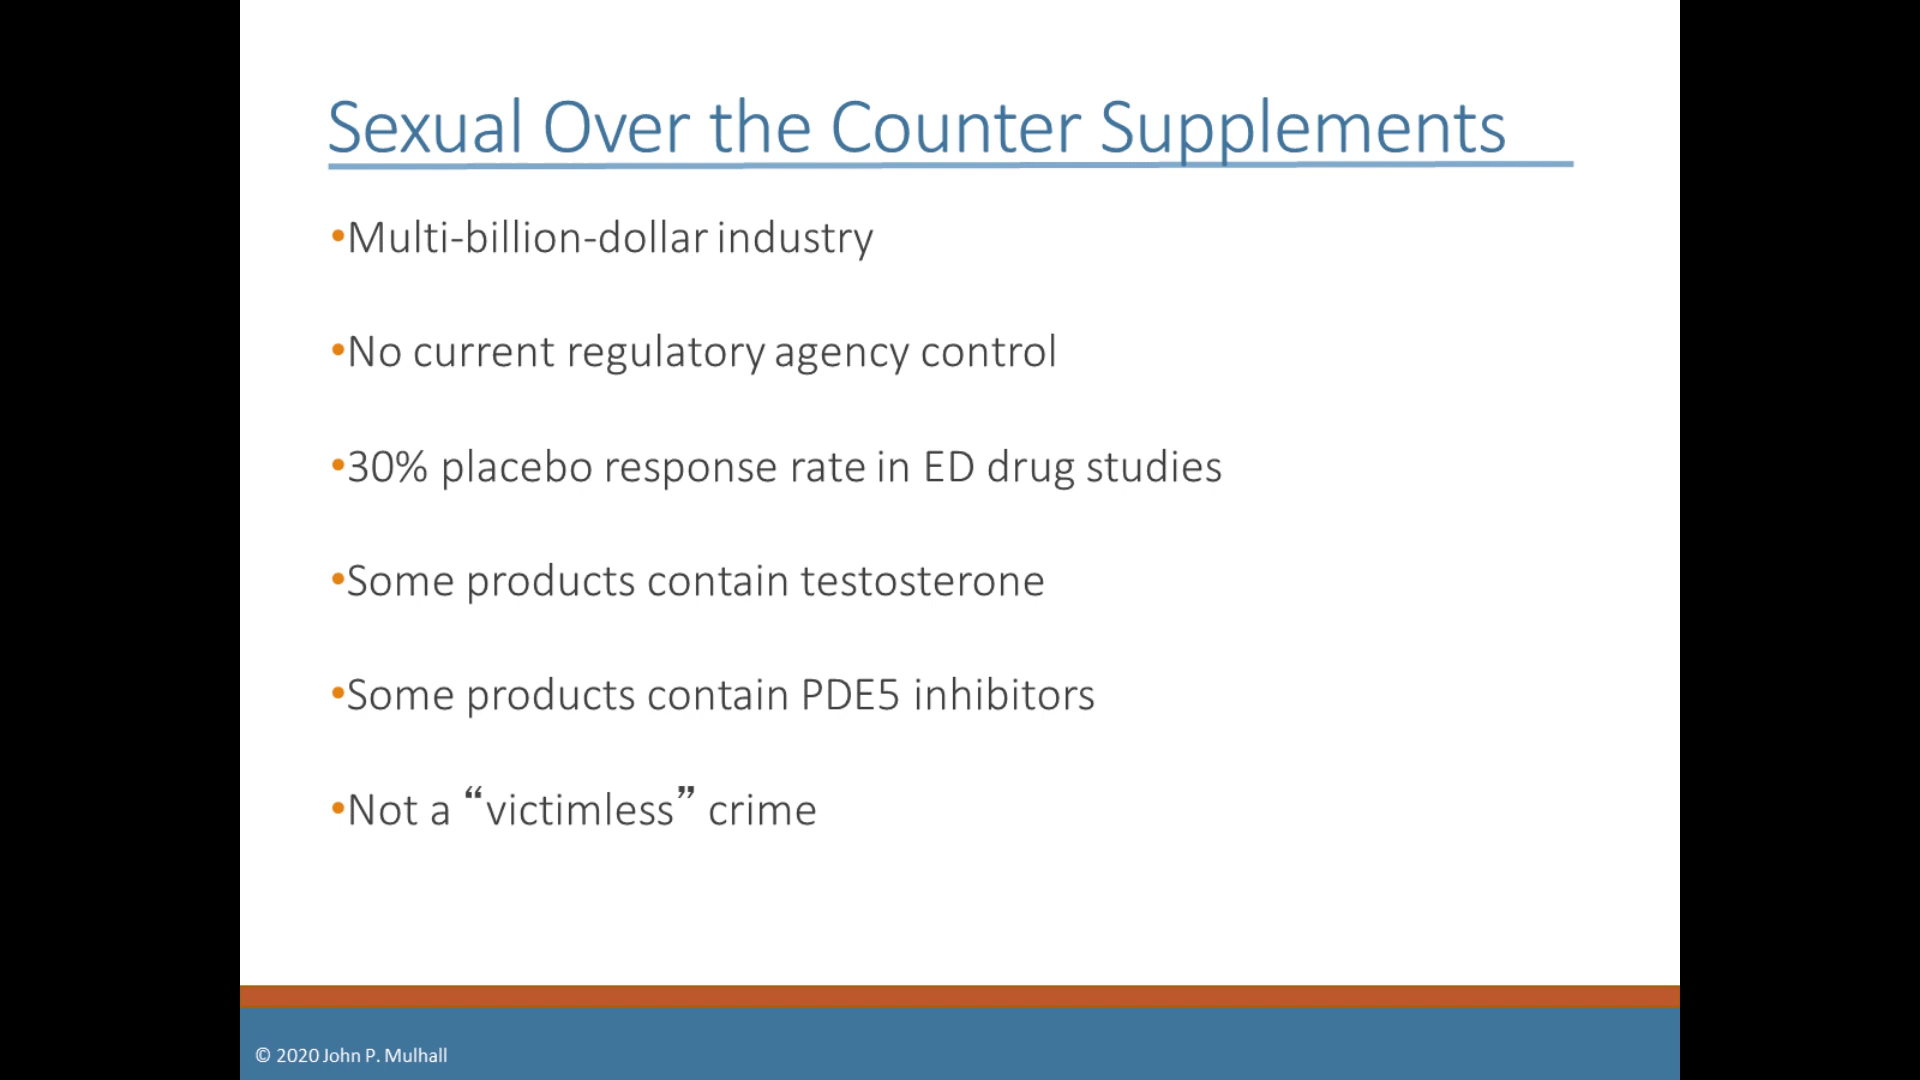 Sexual Over the Counter Supplements
•Multi-billion-dollar industry
•No current regulatory agency control
•30% placebo response rate in ED drug studies
•Some products contain testosterone
•Some products contain PDE5 inhibitors
•Not a “victimless” crime
© 2020 John P. Mulhall